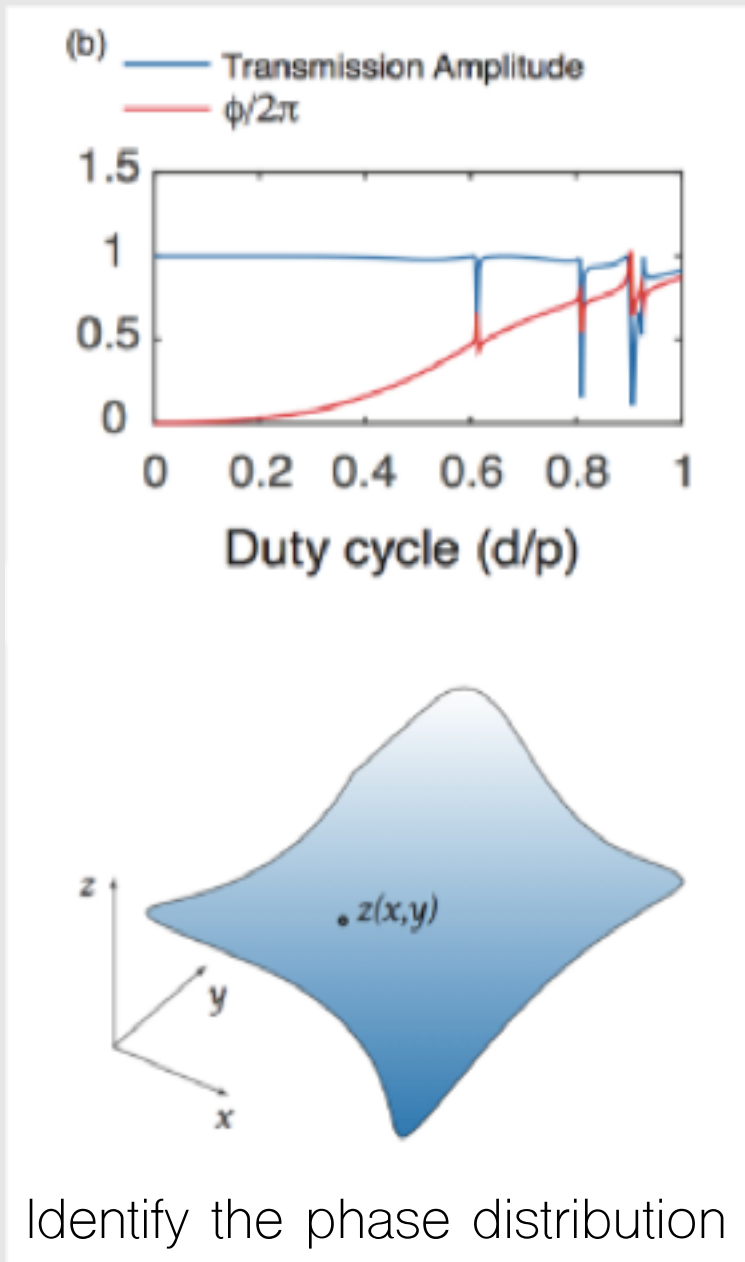 (b)
Transmission Amplitude
ϕ/2π
1.5
1
0.5
0
0 0.2 0.4 0.6 0.8 1
Duty cycle (d/p)
z
z(x,y)
y
x
Identify the phase distribution